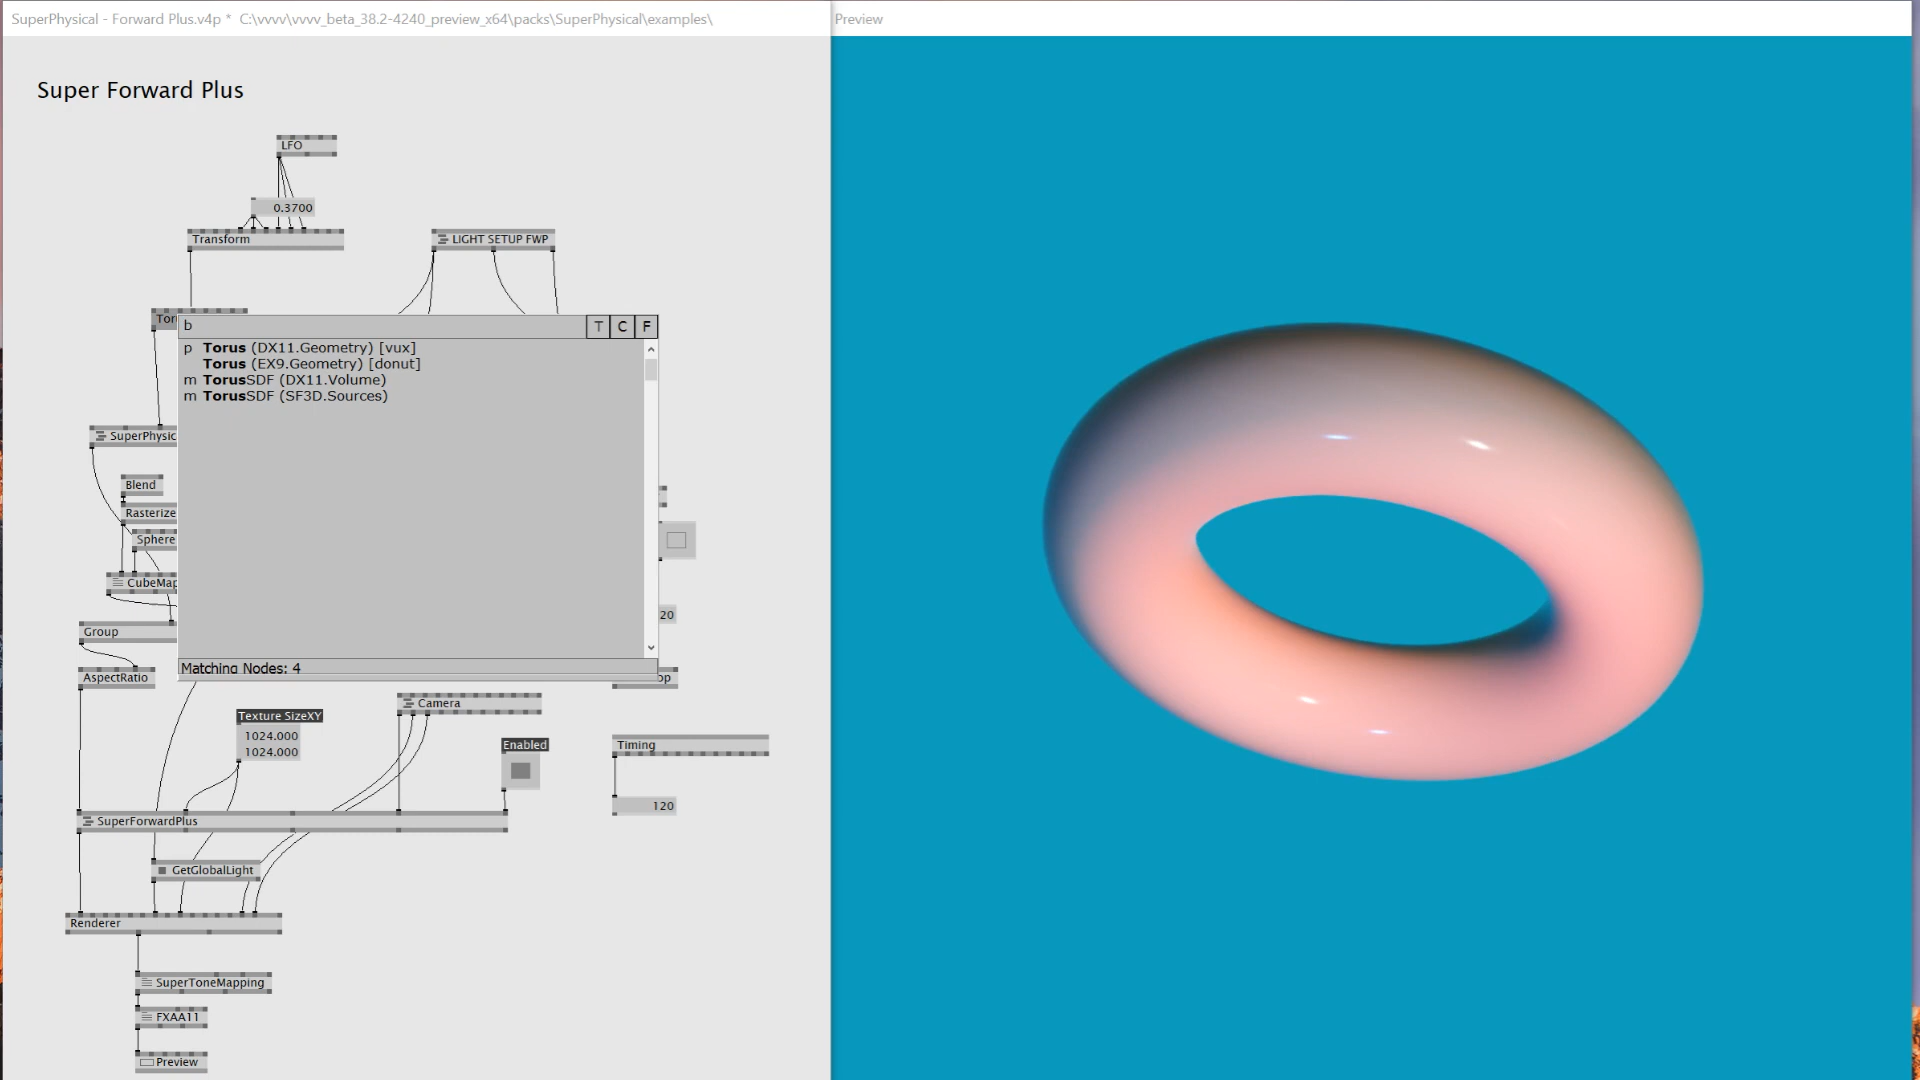 SuperPhysical - Forward Plus.v4p * C:\vvvv\vvvv_beta_38.2-4240_preview_x64\packs\SuperPhysical\examples\
Preview
Super Forward Plus
LFO
0.3700
Transform
LIGHT SETUP FWP
Tor
b
T C F
p Torus (DX11.Geometry) [vux]
Torus (EX9.Geometry) [donut]
m TorusSDF (DX11.Volume)
m TorusSDF (SF3D.Sources)
SuperPhysic
Blend
Rasterize
Sphere
CubeMap
20
Group
Matching Nodes: 4
AspectRatio
op
Camera
Texture SizeXY
1024.000
1024.000
Enabled
Timing
120
SuperForwardPlus
GetGlobalLight
Renderer
SuperToneMapping
FXAA11
Preview